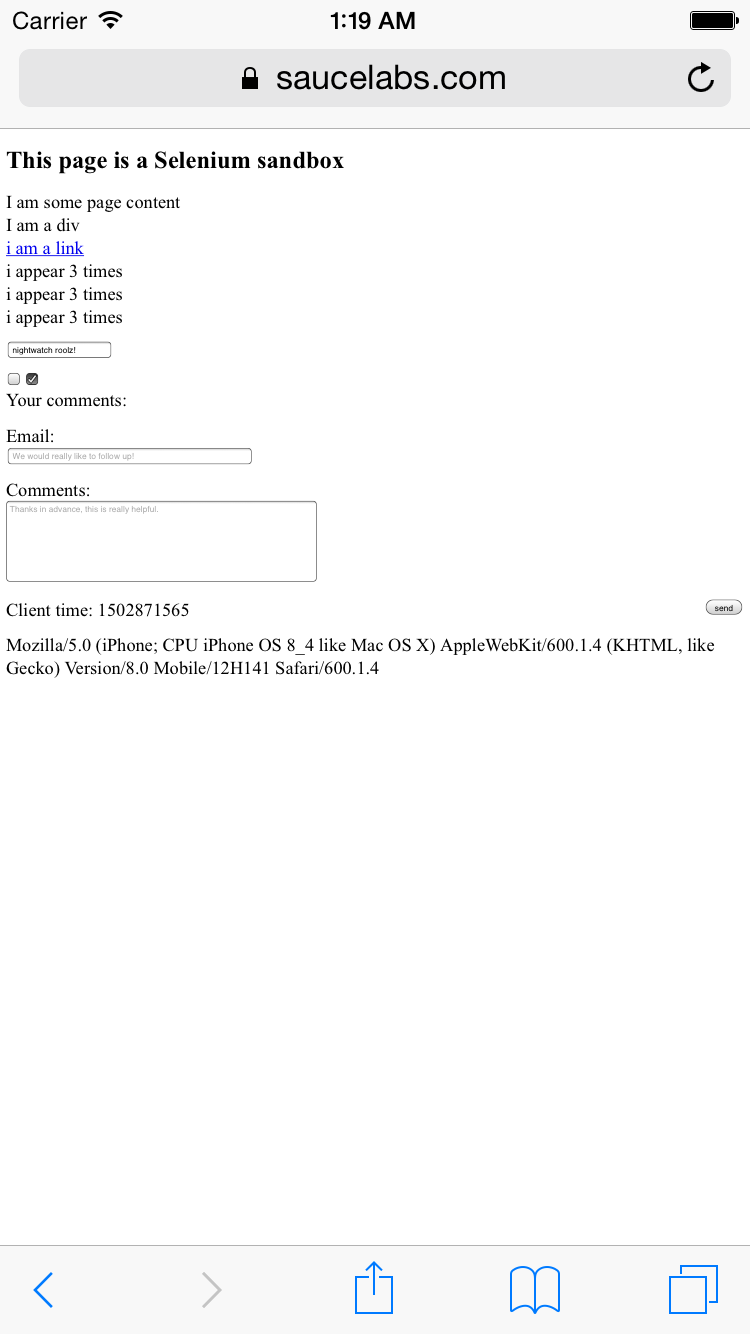 Carrier 1:19 AM
saucelabs.com
This page is a Selenium sandbox
I am some page content
I am a div
i am a link
i appear 3 times
i appear 3 times
i appear 3 times
nightwatch roolz!
Your comments:
Email:
We would really like to follow up!
Comments:
Thanks in advance, this is really helpful.
Client time: 1502871565 send
Mozilla/5.0 (iPhone; CPU iPhone OS 8_4 like Mac OS X) AppleWebKit/600.1.4 (KHTML, like
Gecko) Version/8.0 Mobile/12H141 Safari/600.1.4